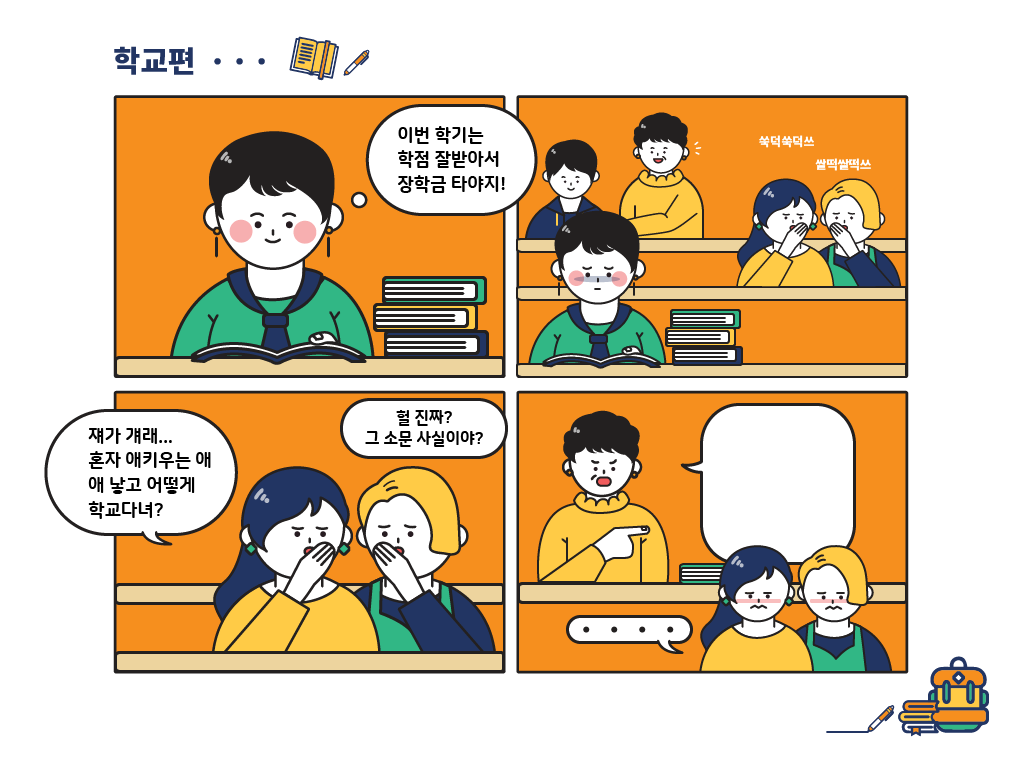 학교편 · · ·
이번 학기는
학점 잘받아서
장학금 타야지!
쑥덕쑥덕쓰
쌀떡쌀떡쓰
쟤가 걔래...
혼자 애키우는 애
애 낳고 어떻게
학교다녀?
헐 진짜?
그 소문 사실이야?
· · · ·